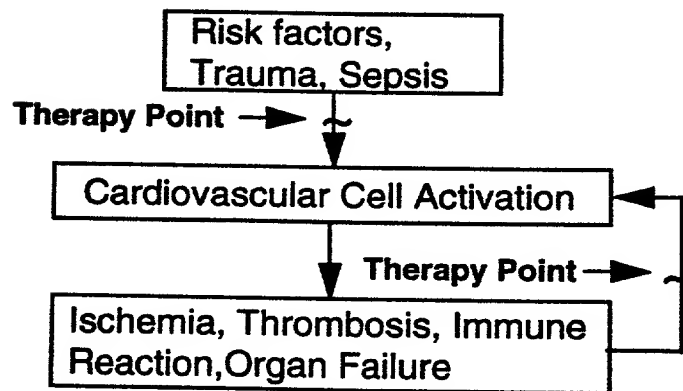 Risk factors,
Trauma, Sepsis
Therapy Point
Cardiovascular Cell Activation
Therapy Point
Ischemia, Thrombosis, Immune
Reaction,Organ Failure